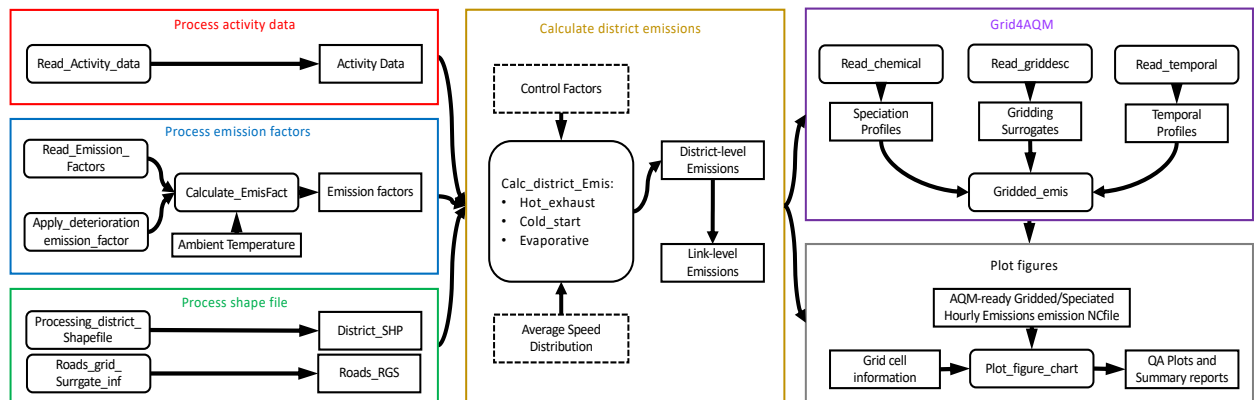 Process activity data
Read_Activity_data
Activity Data
Process emission factors
Read_Emission_
Factors
Apply_deterioration
emission_factor
Calculate_EmisFact
Emission factors
Ambient Temperature
Process shape file
Processing_district_
Shapefile
District_SHP
Roads_grid_
Surrgate_inf
Roads_RGS
Calculate district emissions
Control Factors
Calc_district_Emis:
• Hot_exhaust
• Cold_start
• Evaporative
Average Speed
Distribution
District-level
Emissions
Link-level
Emissions
Grid4AQM
Read_chemical
Read_griddesc
Read_temporal
Speciation
Profiles
Gridding
Surrogates
Temporal
Profiles
Gridded_emis
Plot figures
AQM-ready Gridded/Speciated
Hourly Emissions emission NCfile
Grid cell
information
Plot_figure_chart
QA Plots and
Summary reports